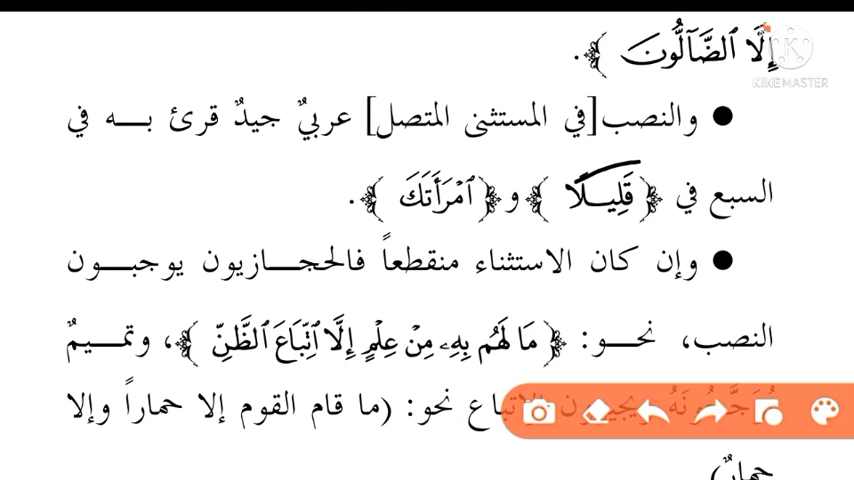 إِلَّا ٱلضَّآلُّونَ ﴾.
KINEMASTER
● والنصب[في المستثنى المتصل] عربيٌ جيدٌ قرئ بـه في
السبع في ﴿ قَلِيلًا ﴾ و﴿ ٱمْرَأَتَكَ ﴾.
● وإن كان الاستثناء منقطعاً فالحجازيون يوجبون
النصب، نحو: ﴿ مَا لَهُم بِهِۦ مِنْ عِلْمٍ إِلَّا ٱتِّبَاعَ ٱلظَّنِّ ﴾، وتميمٌ
نحو: (ما قام القوم إلا حماراً وإلا
حمارٌ)